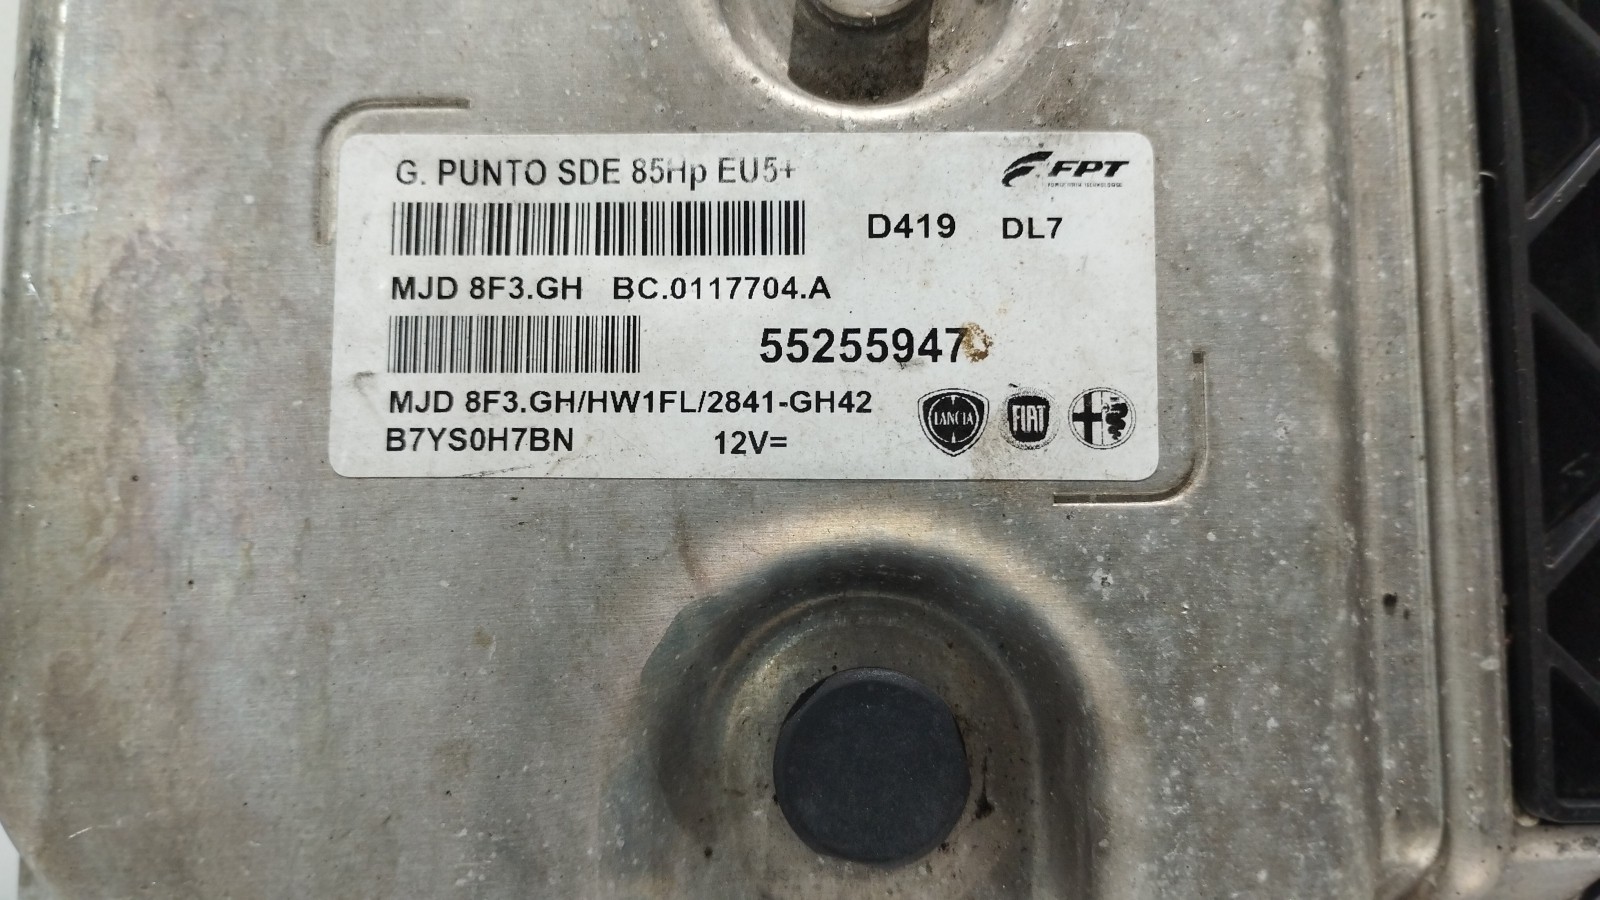 G. PUNTO SDE 85Hp EU5+
FPT
D419 DL7
MJD 8F3.GH BC.0117704.A
55255947
MJD 8F3.GH/HW1FL/2841-GH42
LANCIA FIAT
B7YS0H7BN 12V=